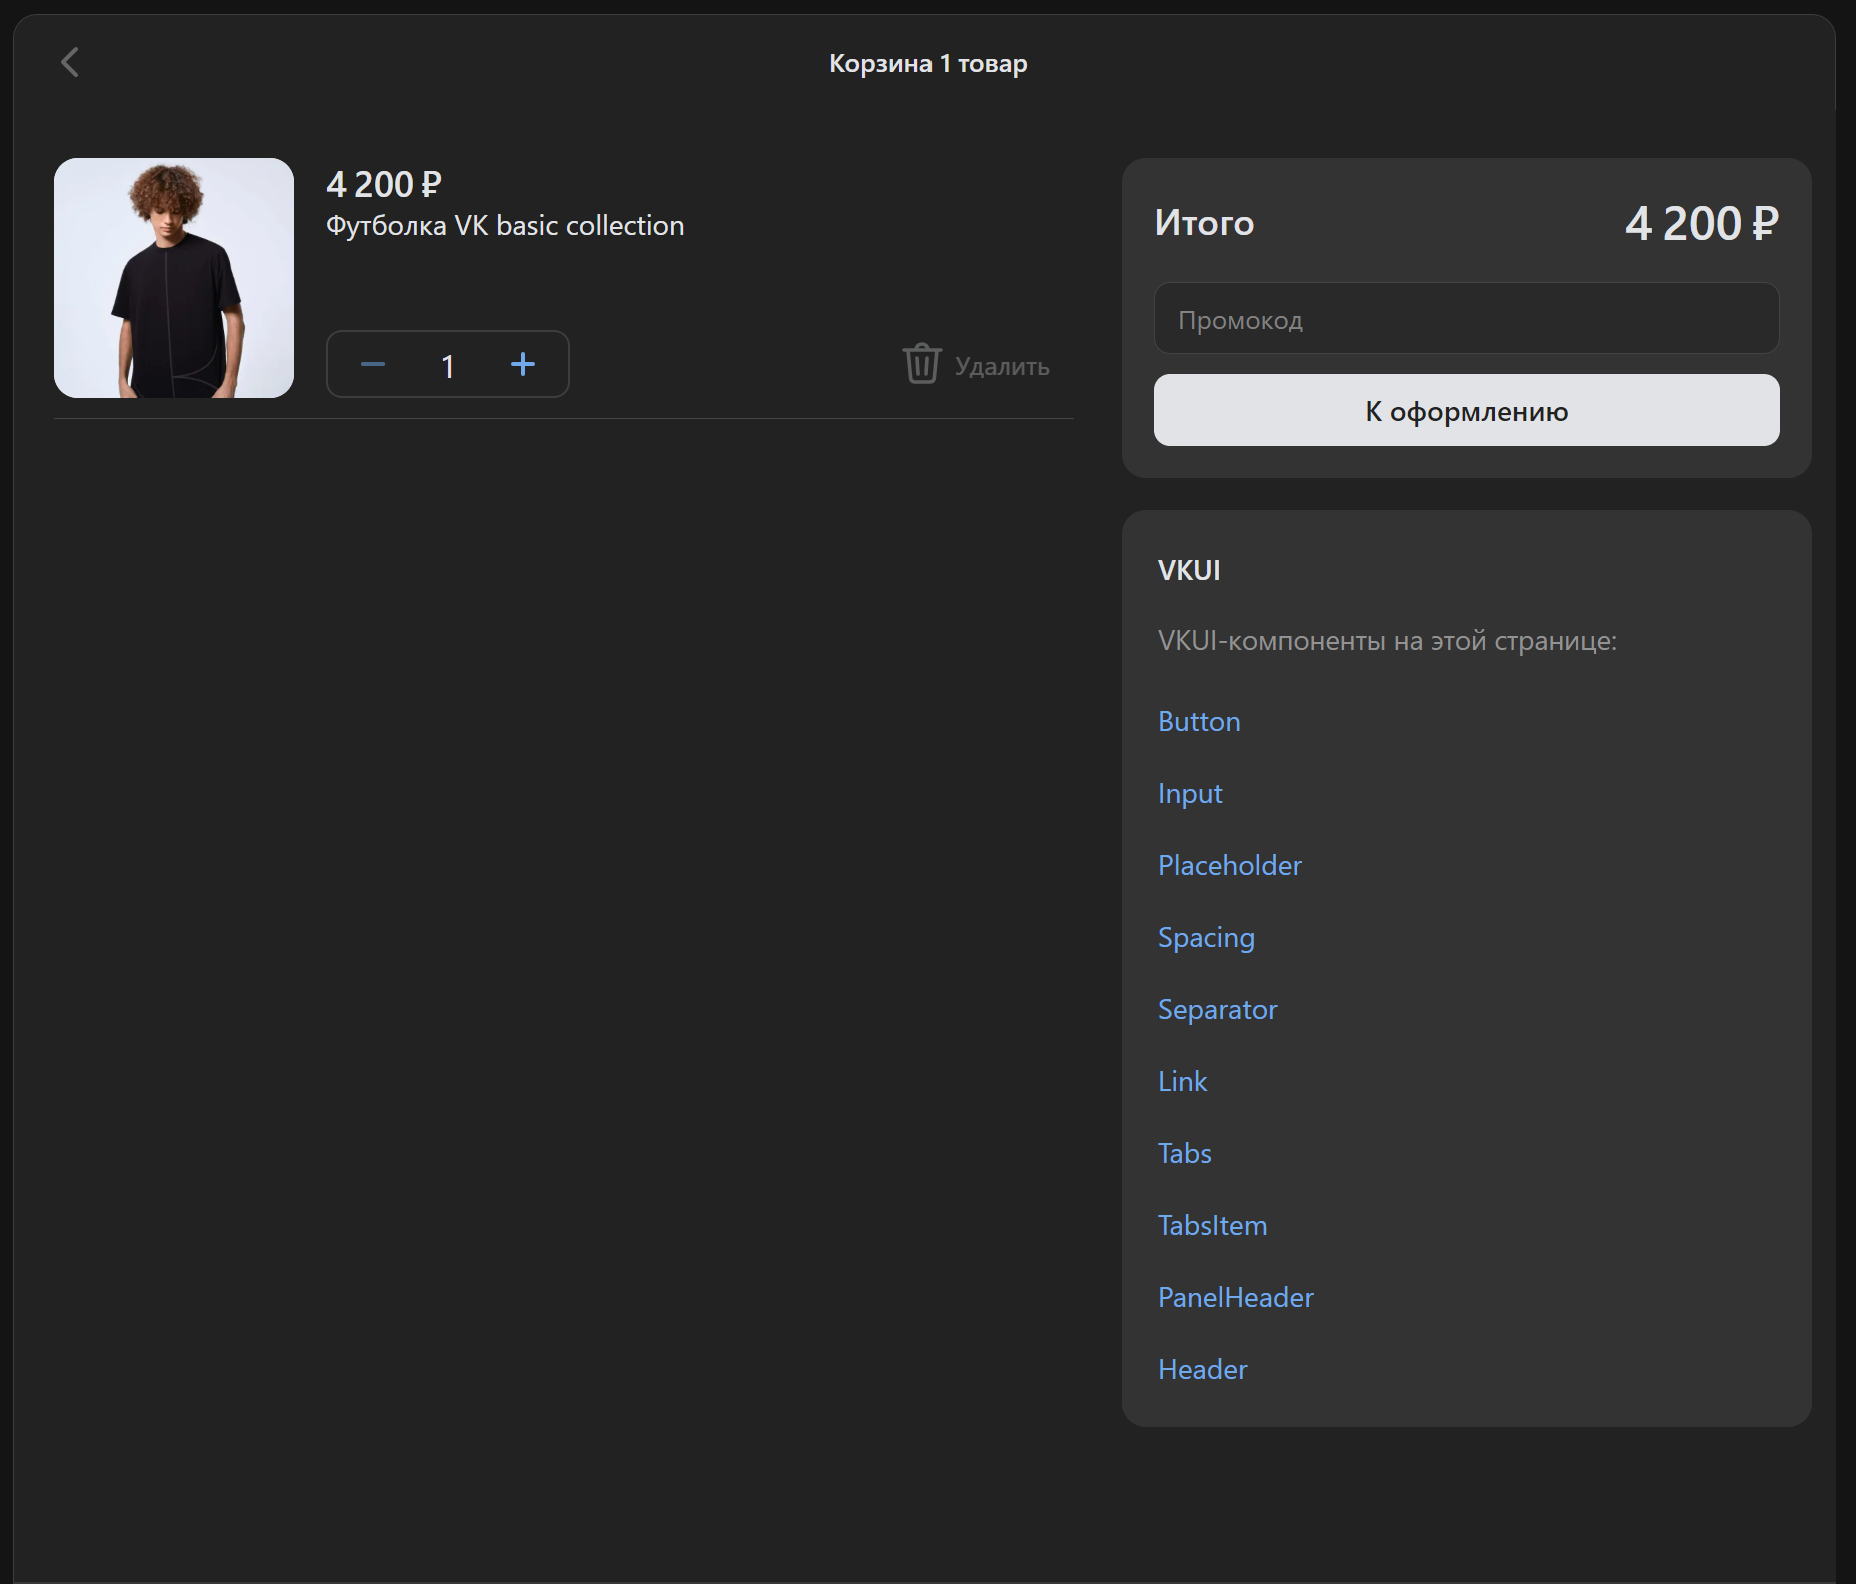 Корзина 1 товар
4 200 ₽
Футболка VK basic collection
1
Удалить
Итого
4 200 ₽
Промокод
К оформлению
VKUI
VKUI-компоненты на этой странице:
Button
Input
Placeholder
Spacing
Separator
Link
Tabs
TabsItem
PanelHeader
Header